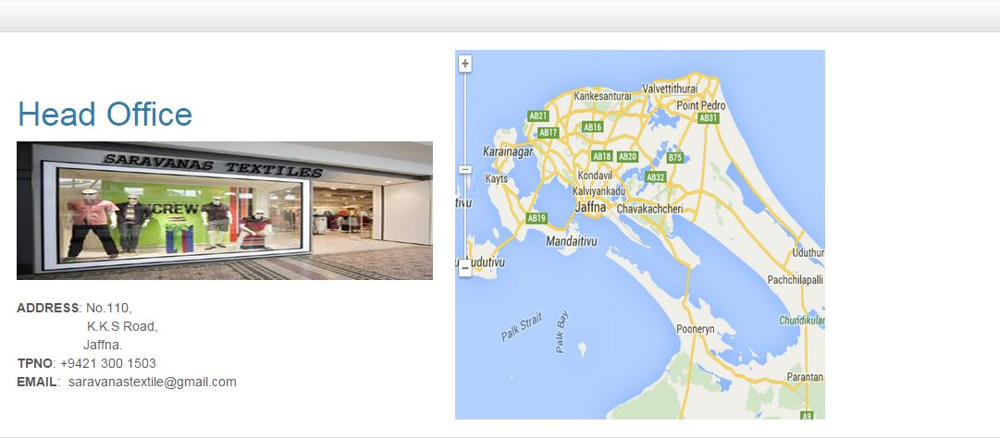 Head Office
SARAVANAS TEXTILES
CREW
ADDRESS: No.110,
K.K.S Road,
Jaffna.
TPNO: +9421 300 1503
EMAIL: saravanastextile@gmail.com
+
−
−
Valvettithurai
Kankesanturai
Point Pedro
AB21
AB31
AB16
AB17
Karainagar
AB18
AB20
B75
Kayts
Kondavil
AB32
Kalviyankadu
Jaffna
Chavakachcheri
AB19
Mandaitivu
Uduthur
udutivu
Pachchilapalli
Palk Strait
Palk Bay
Chundikular
Pooneryn
Parantan
A9